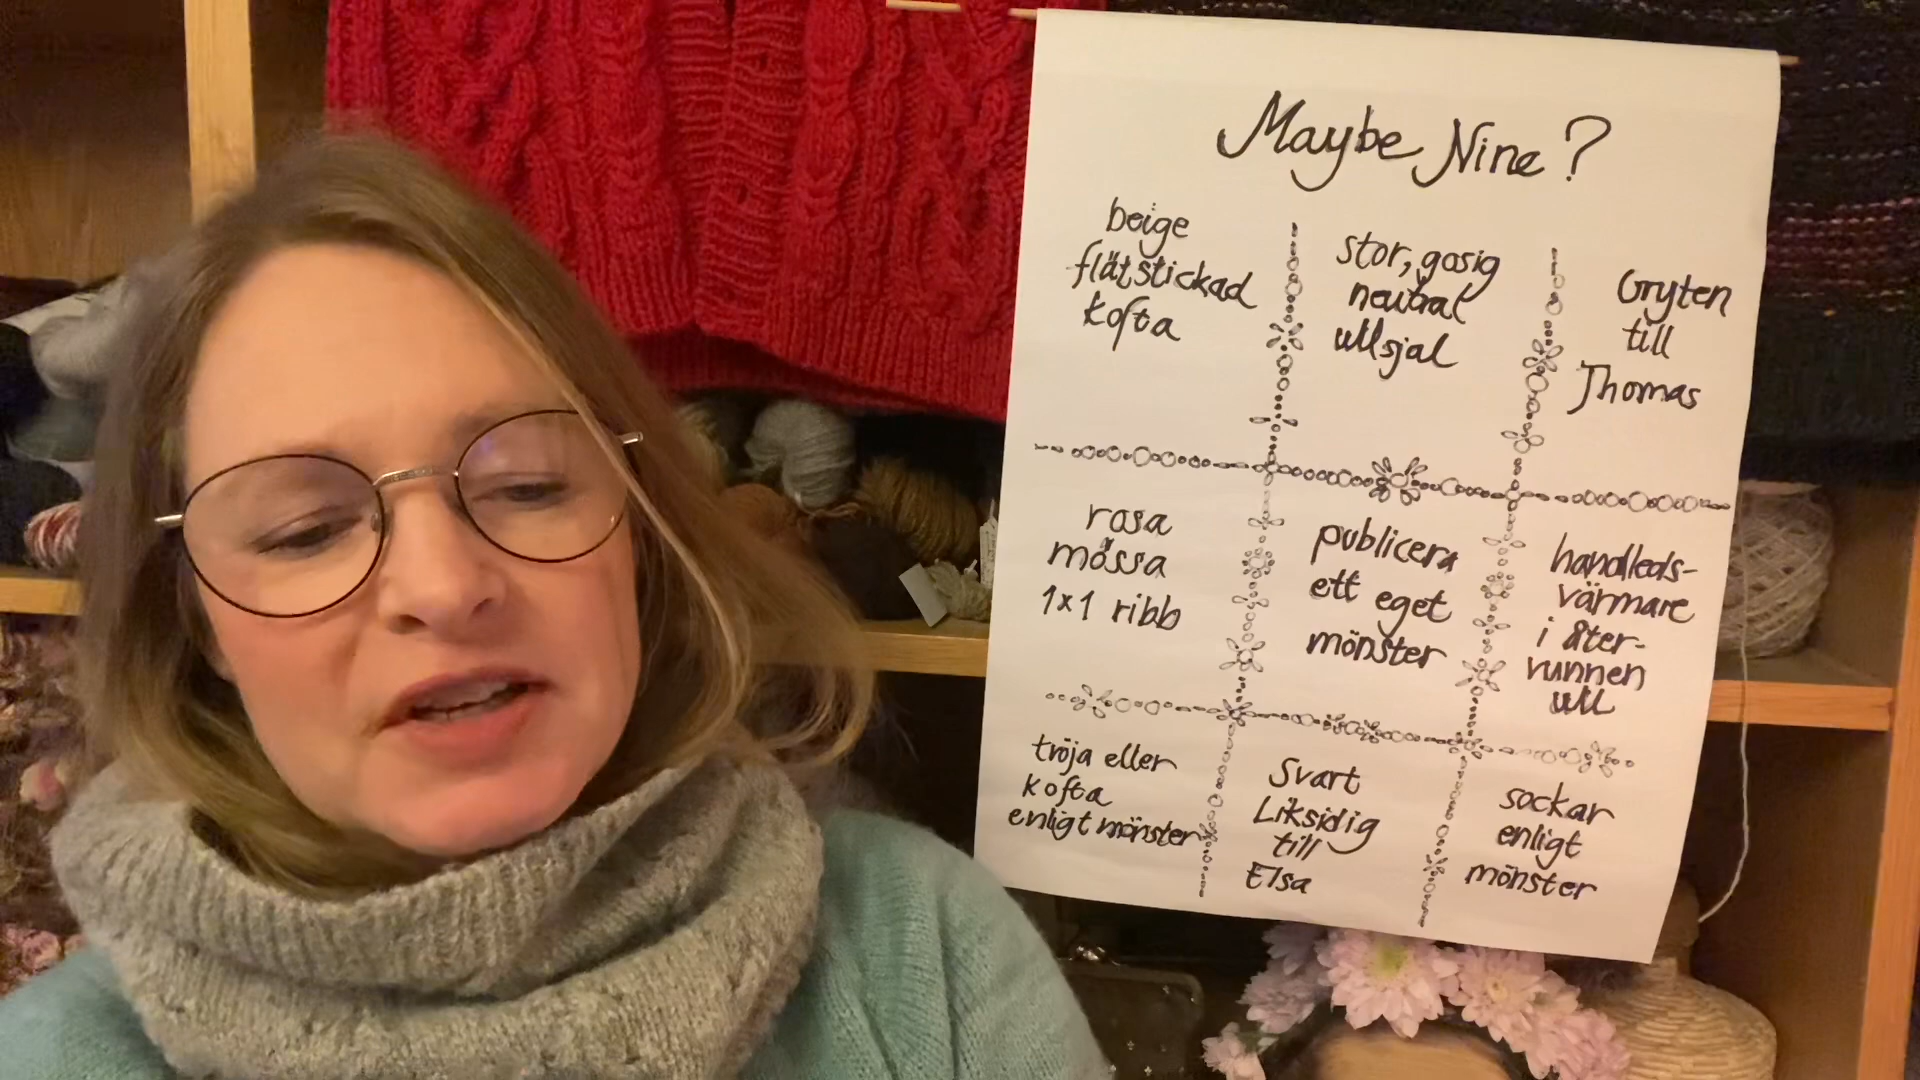 Maybe Nine?
beige
flätstickad
kofta
stor, gosig
neutral
ullsjal
Gryten
till
Thomas
rosa
mössa
1x1 ribb
publicera
ett eget
mönster
handleds-
värmare
i åter-
vunnen
ull
tröja eller
kofta
enligt mönster
Svart
Liksidig
till
Elsa
sockar
enligt
mönster